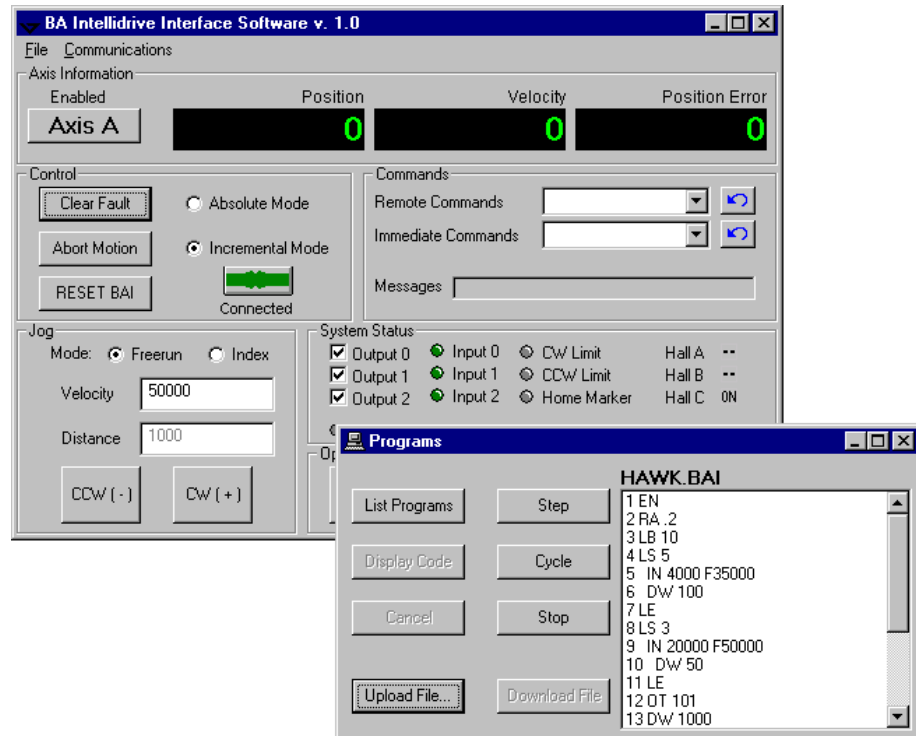 BA Intellidrive Interface Software v. 1.0
File Communications
Axis Information
Enabled Position Velocity Position Error
Axis A 0 0 0
Control
Clear Fault Absolute Mode
Abort Motion Incremental Mode
RESET BAI Connected
Commands
Remote Commands
Immediate Commands
Messages
Jog
Mode: Freerun Index
Velocity 50000
Distance 1000
CCW ( - ) CW ( + )
System Status
Output 0 Input 0 CW Limit Hall A --
Output 1 Input 1 CCW Limit Hall B --
Output 2 Input 2 Home Marker Hall C ON
Programs
List Programs Step
Display Code Cycle
Cancel Stop
Upload File... Download File
HAWK.BAI
1 EN
2 RA .2
3 LB 10
4 LS 5
5 IN 4000 F35000
6 DW 100
7 LE
8 LS 3
9 IN 20000 F50000
10 DW 50
11 LE
12 OT 101
13 DW 1000